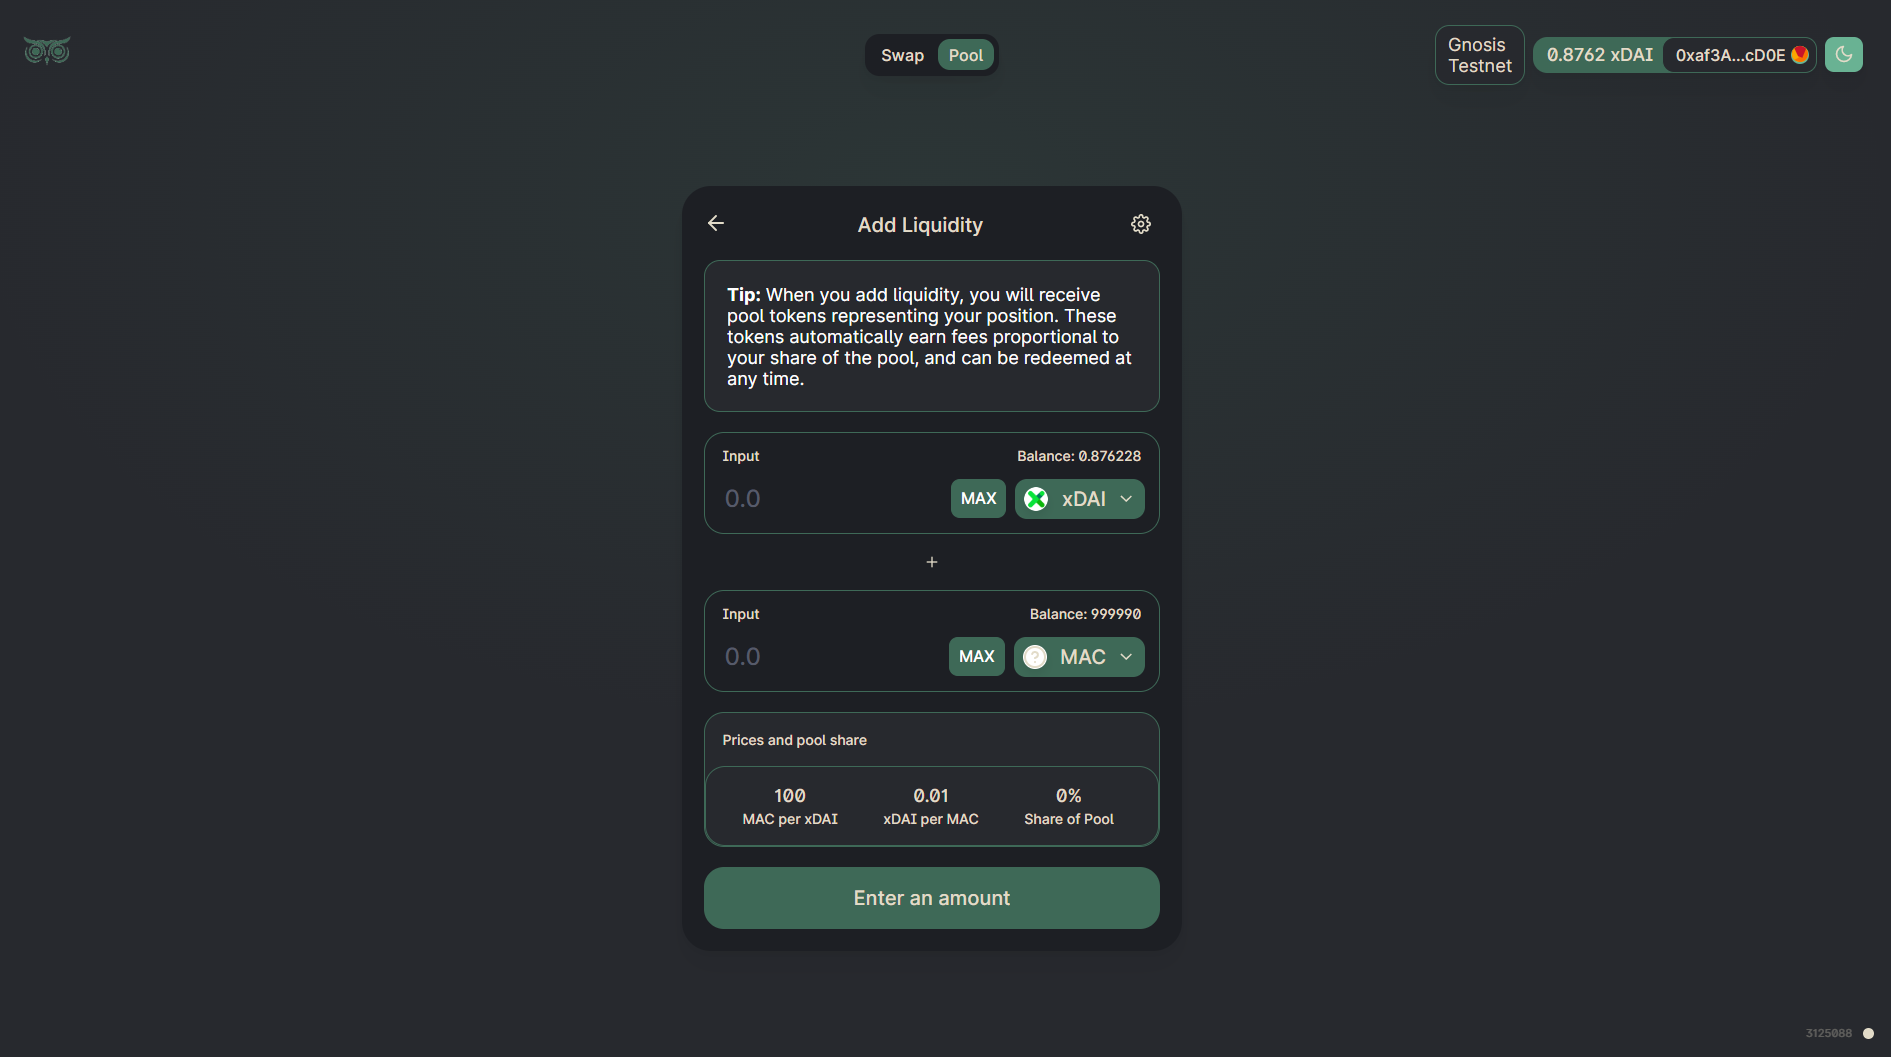 Swap
Pool
Gnosis
Testnet
0.8762 xDAI
0xaf3A...cD0E
Add Liquidity
Tip: When you add liquidity, you will receive
pool tokens representing your position. These
tokens automatically earn fees proportional to
your share of the pool, and can be redeemed at
any time.
Input
Balance: 0.876228
0.0
MAX
xDAI
+
Input
Balance: 999990
0.0
MAX
? MAC
Prices and pool share
100
0.01
0%
MAC per xDAI
xDAI per MAC
Share of Pool
Enter an amount
3125088